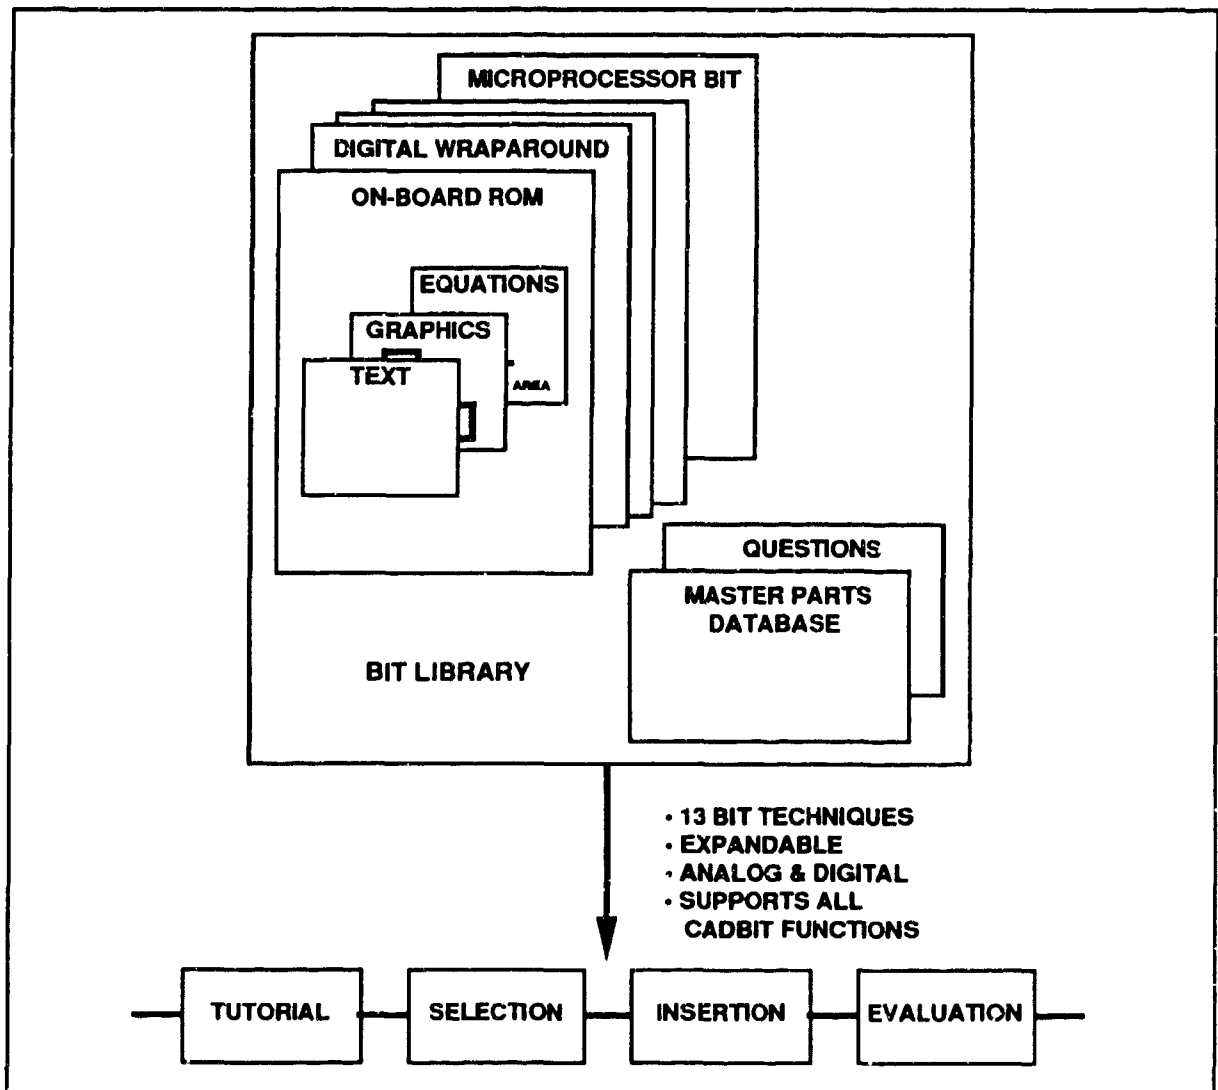 MICROPROCESSOR BIT
DIGITAL WRAPAROUND
ON-BOARD ROM
EQUATIONS
GRAPHICS
TEXT
AREA
QUESTIONS
MASTER PARTS
DATABASE
BIT LIBRARY
• 13 BIT TECHNIQUES
• EXPANDABLE
• ANALOG & DIGITAL
• SUPPORTS ALL
CADBIT FUNCTIONS
TUTORIAL
SELECTION
INSERTION
EVALUATION